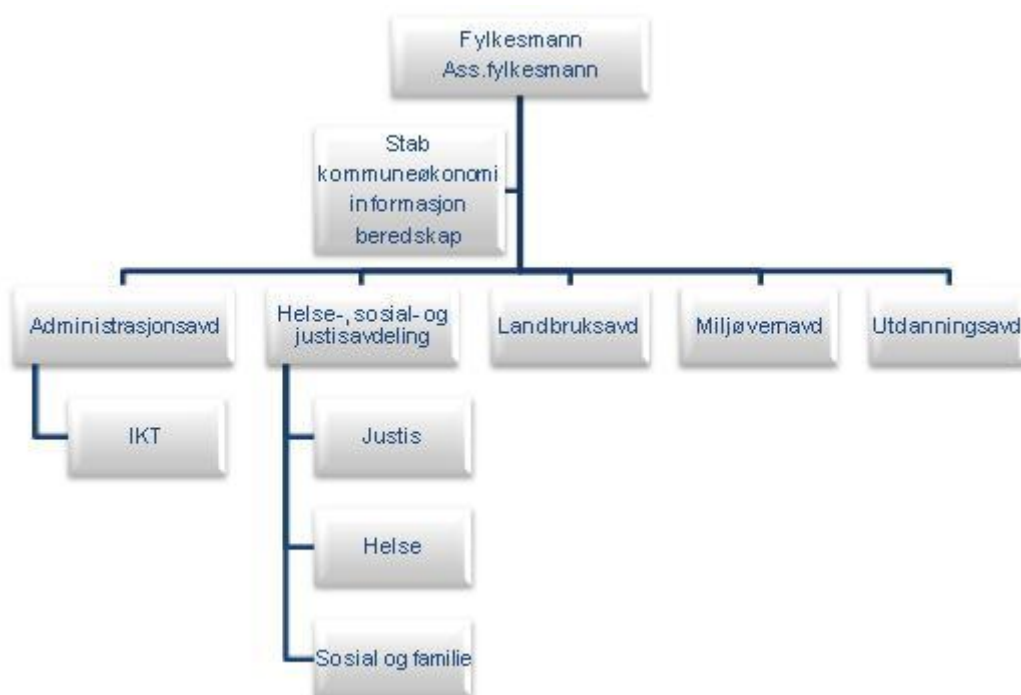 Fylkesmann
Ass.fylkesmann
Stab
kommuneøkonomi
informasjon
beredskap
Administrasjonsavd
Helse-, sosial- og
justisavdeling
Landbruksavd
Miljøvernavd
Utdanningsavd
IKT
Justis
Helse
Sosial og familie